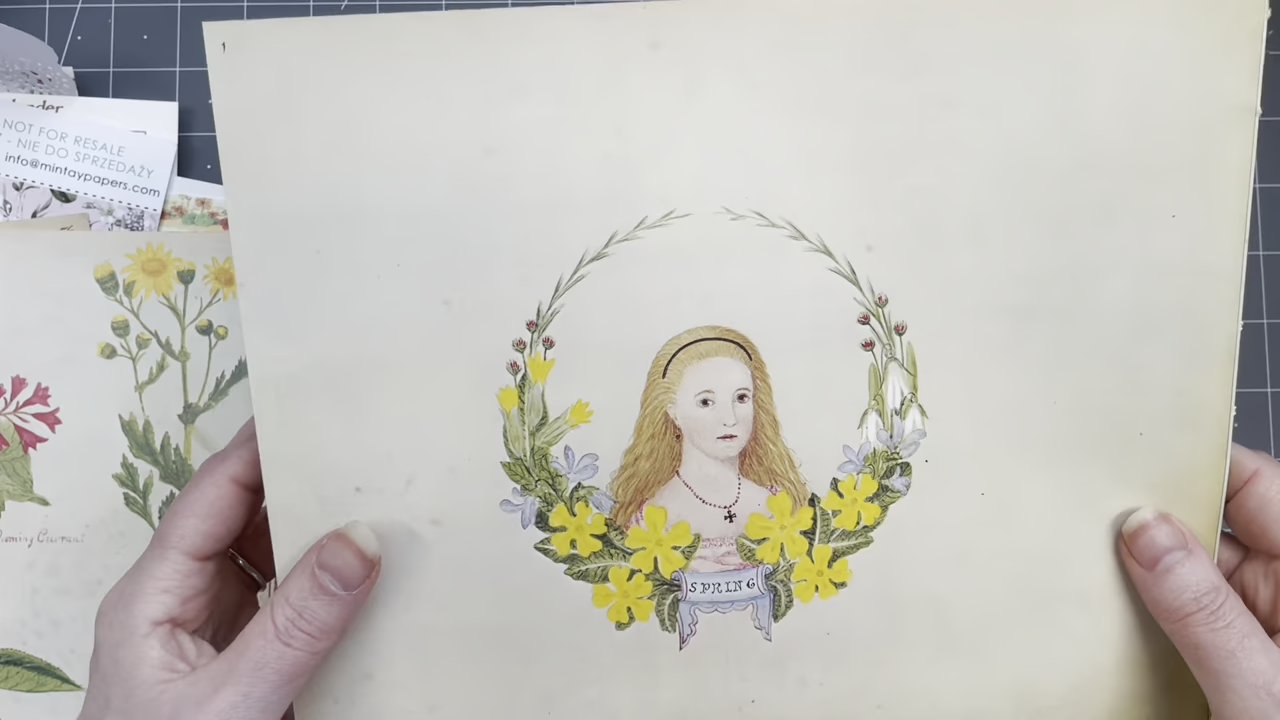 NOT FOR RESALE
- NIE DO SPRZEDAŻY
info@mintaypapers.com
SPRING